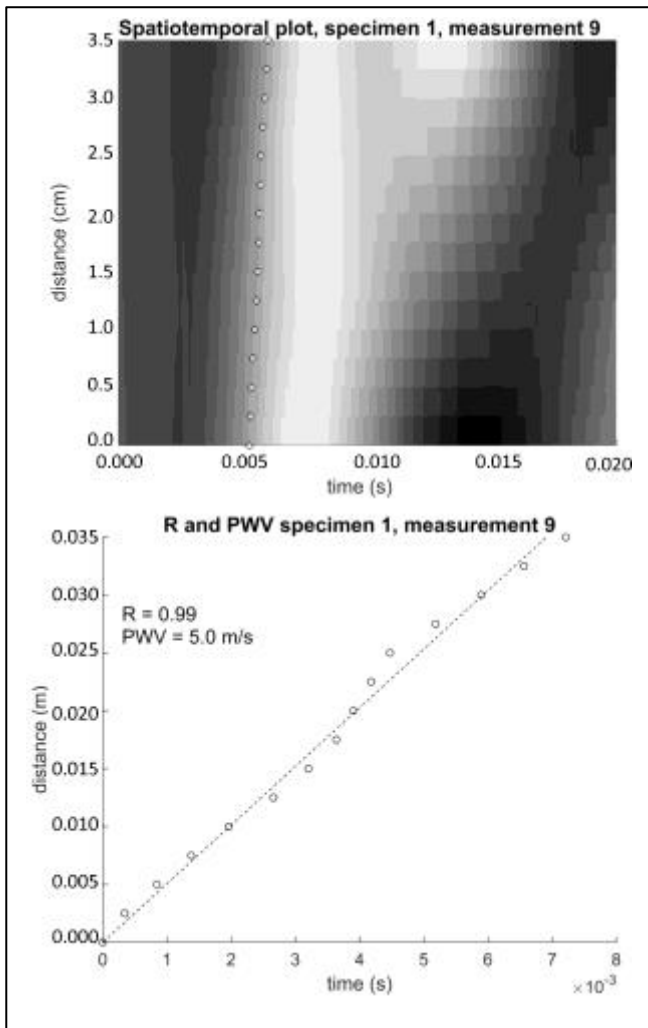 Spatiotemporal plot, specimen 1, measurement 9
3.5
3.0
2.5
2.0
1.5
1.0
0.5
0.0
distance (cm)
0.000 0.005 0.010 0.015 0.020
time (s)
R and PWV specimen 1, measurement 9
0.035
0.030
0.025
0.020
0.015
0.010
0.005
0.000
distance (m)
R = 0.99
PWV = 5.0 m/s
0 1 2 3 4 5 6 7 8
×10⁻³
time (s)